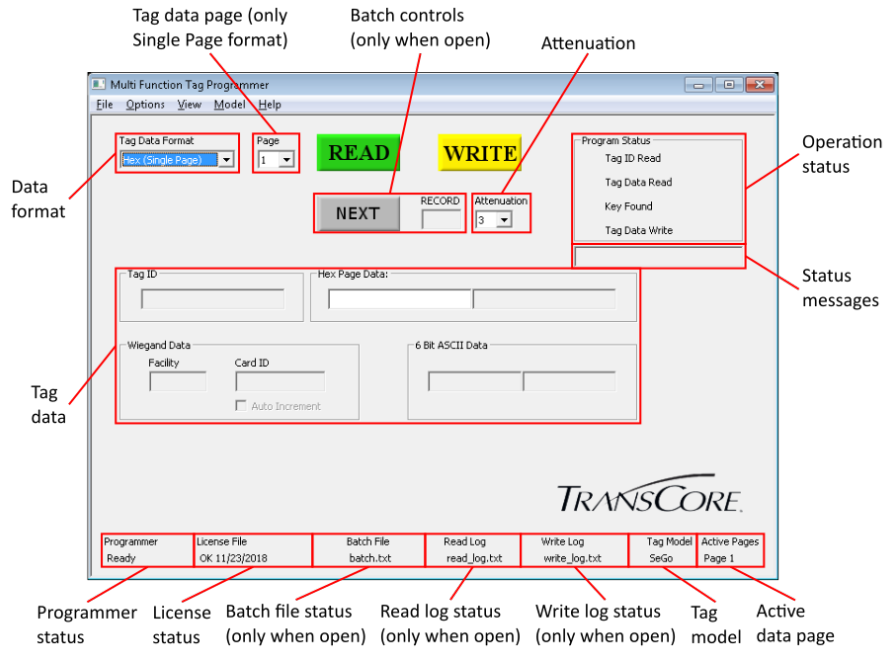 Tag data page (only
Single Page format)
Batch controls
(only when open)
Attenuation
Multi Function Tag Programmer
File Options View Model Help
Tag Data Format
Hex (Single Page)
Page
1
READ
WRITE
NEXT
RECORD
Attenuation
3
Program Status
Tag ID Read
Tag Data Read
Key Found
Tag Data Write
Operation
status
Data
format
Status
messages
Tag ID
Hex Page Data:
Wiegand Data
Facility
Card ID
Auto Increment
6 Bit ASCII Data
Tag
data
TRANSCORE.
Programmer
Ready
License File
OK 11/23/2018
Batch File
batch.txt
Read Log
read_log.txt
Write Log
write_log.txt
Tag Model
SeGo
Active Pages
Page 1
Programmer
status
License
status
Batch file status
(only when open)
Read log status
(only when open)
Write log status
(only when open)
Tag
model
Active
data page